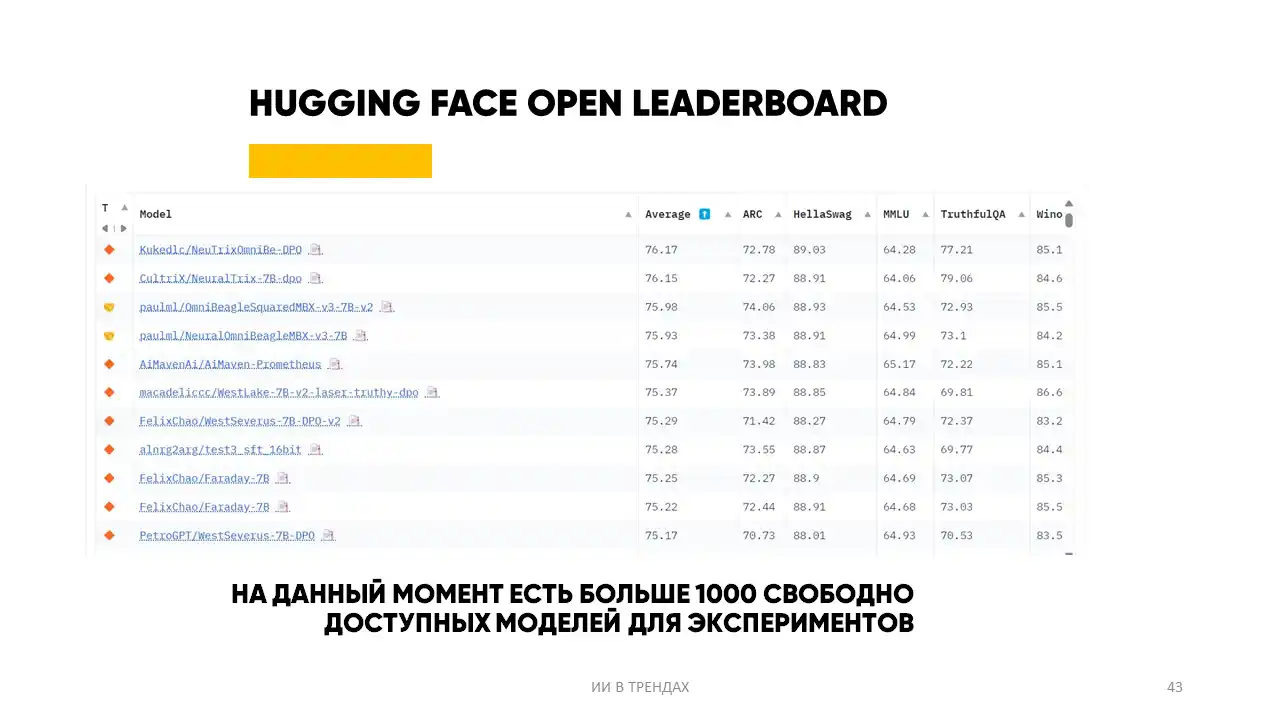 HUGGING FACE OPEN LEADERBOARD
T Model Average ARC HellaSwag MMLU TruthfulQA Wino
Kukedlc/NeuTrixOmniBe-DPO 76.17 72.78 89.03 64.28 77.21 85.1
CultriX/NeuralTrix-7B-dpo 76.15 72.27 88.91 64.06 79.06 84.6
paulml/OmniBeagleSquaredMBX-v3-7B-v2 75.98 74.06 88.93 64.53 72.93 85.5
paulml/NeuralOmniBeagleMBX-v3-7B 75.93 73.38 88.91 64.99 73.1 84.2
AiMavenAi/AiMaven-Prometheus 75.74 73.98 88.83 65.17 72.22 85.1
macadeliccc/WestLake-7B-v2-laser-truthy-dpo 75.37 73.89 88.85 64.84 69.81 86.6
FelixChao/WestSeverus-7B-DPO-v2 75.29 71.42 88.27 64.79 72.37 83.2
alnrg2arg/test3_sft_16bit 75.28 73.55 88.87 64.63 69.77 84.4
FelixChao/Faraday-7B 75.25 72.27 88.9 64.69 73.07 85.3
FelixChao/Faraday-7B 75.22 72.44 88.91 64.68 73.03 85.5
PetroGPT/WestSeverus-7B-DPO 75.17 70.73 88.01 64.93 70.53 83.5
НА ДАННЫЙ МОМЕНТ ЕСТЬ БОЛЬШЕ 1000 СВОБОДНО
ДОСТУПНЫХ МОДЕЛЕЙ ДЛЯ ЭКСПЕРИМЕНТОВ
ИИ В ТРЕНДАХ 43